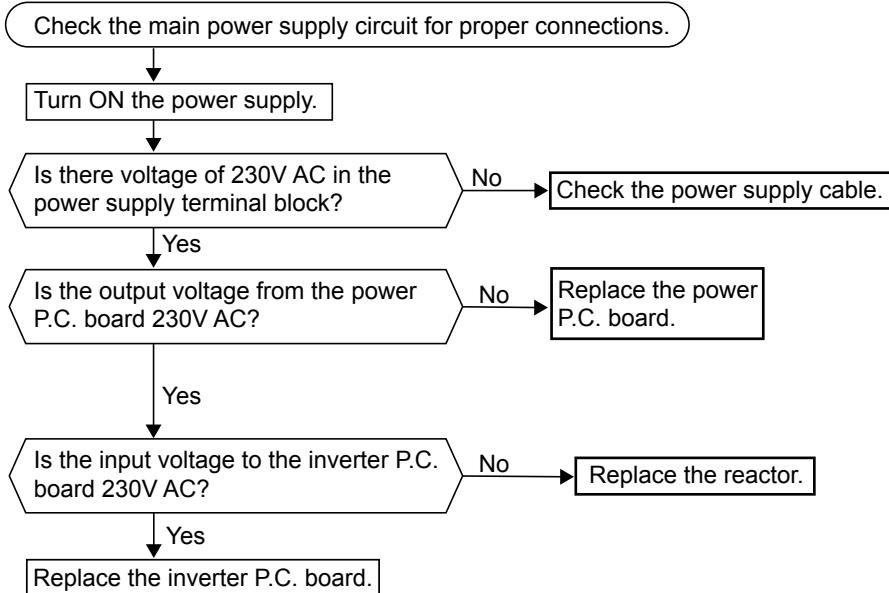 Check the main power supply circuit for proper connections.
Turn ON the power supply.
Is there voltage of 230V AC in the
power supply terminal block?
No
Check the power supply cable.
Yes
Is the output voltage from the power
P.C. board 230V AC?
No
Replace the power
P.C. board.
Yes
Is the input voltage to the inverter P.C.
board 230V AC?
No
Replace the reactor.
Yes
Replace the inverter P.C. board.